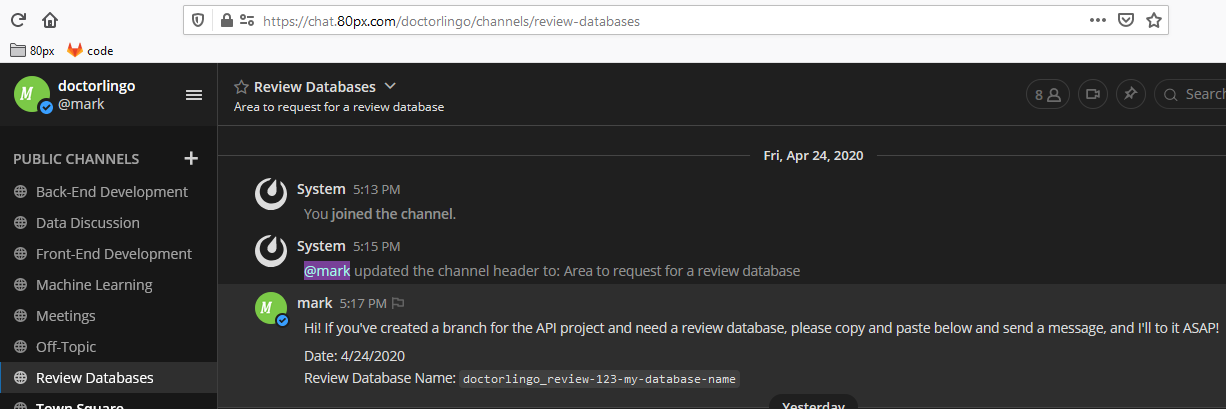 https://chat.80px.com/doctorlingo/channels/review-databases
80px code
M doctorlingo
@mark
Review Databases
Area to request for a review database
8
Search
PUBLIC CHANNELS +
Back-End Development
Data Discussion
Front-End Development
Machine Learning
Meetings
Off-Topic
Review Databases
Town Square
Fri, Apr 24, 2020
System 5:13 PM
You joined the channel.
System 5:15 PM
@mark updated the channel header to: Area to request for a review database
M mark 5:17 PM
Hi! If you've created a branch for the API project and need a review database, please copy and paste below and send a message, and I'll to it ASAP!
Date: 4/24/2020
Review Database Name: doctorlingo_review-123-my-database-name
Yesterday